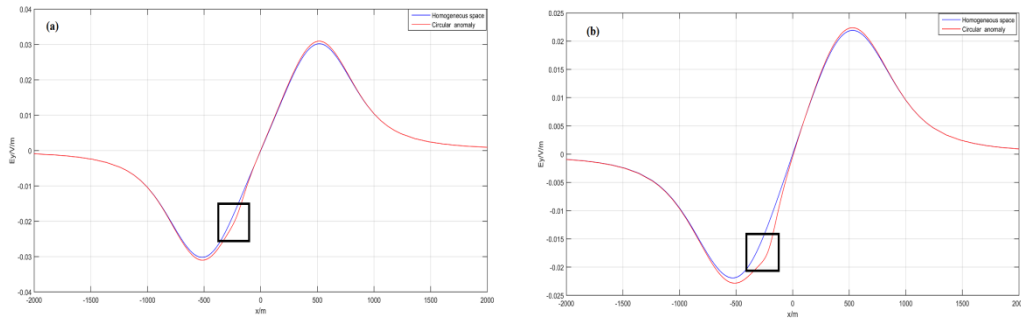 (a)
Homogeneous space
Circular anomaly
0.04
0.03
0.02
0.01
0
-0.01
-0.02
-0.03
-0.04
Ey/V/m
-2000 -1500 -1000 -500 0 500 1000 1500 2000
x/m
(b)
Homogeneous space
Circular anomaly
0.025
0.02
0.015
0.01
0.005
0
-0.005
-0.01
-0.015
-0.02
-0.025
Ey/V/m
-2000 -1500 -1000 -500 0 500 1000 1500 2000
x/m